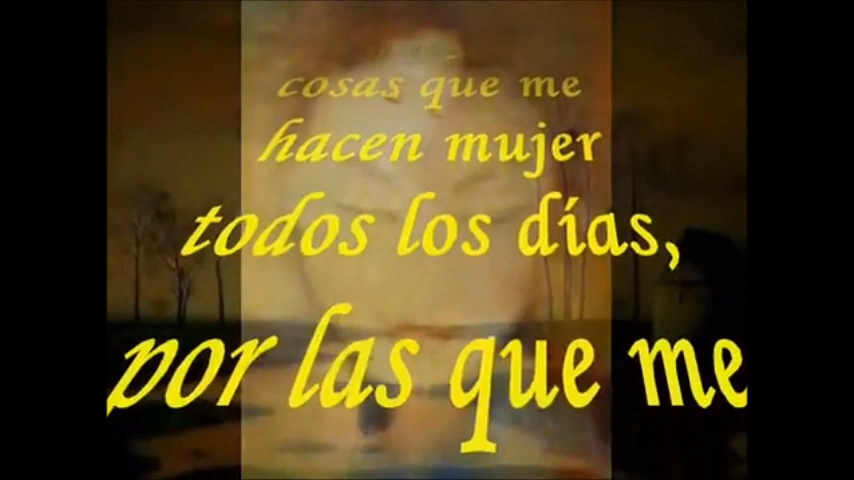 cosas que me
hacen mujer
todos los días,
por las que me